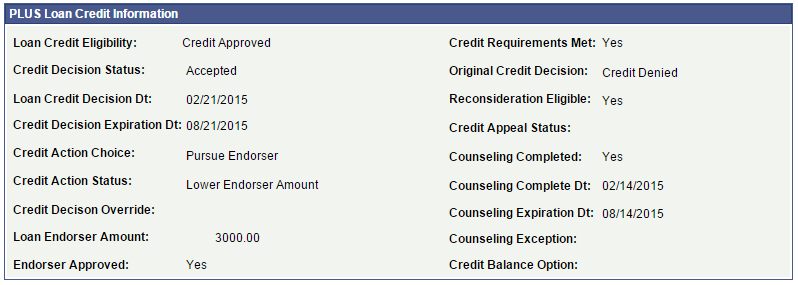 PLUS Loan Credit Information
Loan Credit Eligibility: Credit Approved Credit Requirements Met: Yes
Credit Decision Status: Accepted Original Credit Decision: Credit Denied
Loan Credit Decision Dt: 02/21/2015 Reconsideration Eligible: Yes
Credit Decision Expiration Dt: 08/21/2015 Credit Appeal Status:
Credit Action Choice: Pursue Endorser Counseling Completed: Yes
Credit Action Status: Lower Endorser Amount Counseling Complete Dt: 02/14/2015
Credit Decison Override: Counseling Expiration Dt: 08/14/2015
Loan Endorser Amount: 3000.00 Counseling Exception:
Endorser Approved: Yes Credit Balance Option: